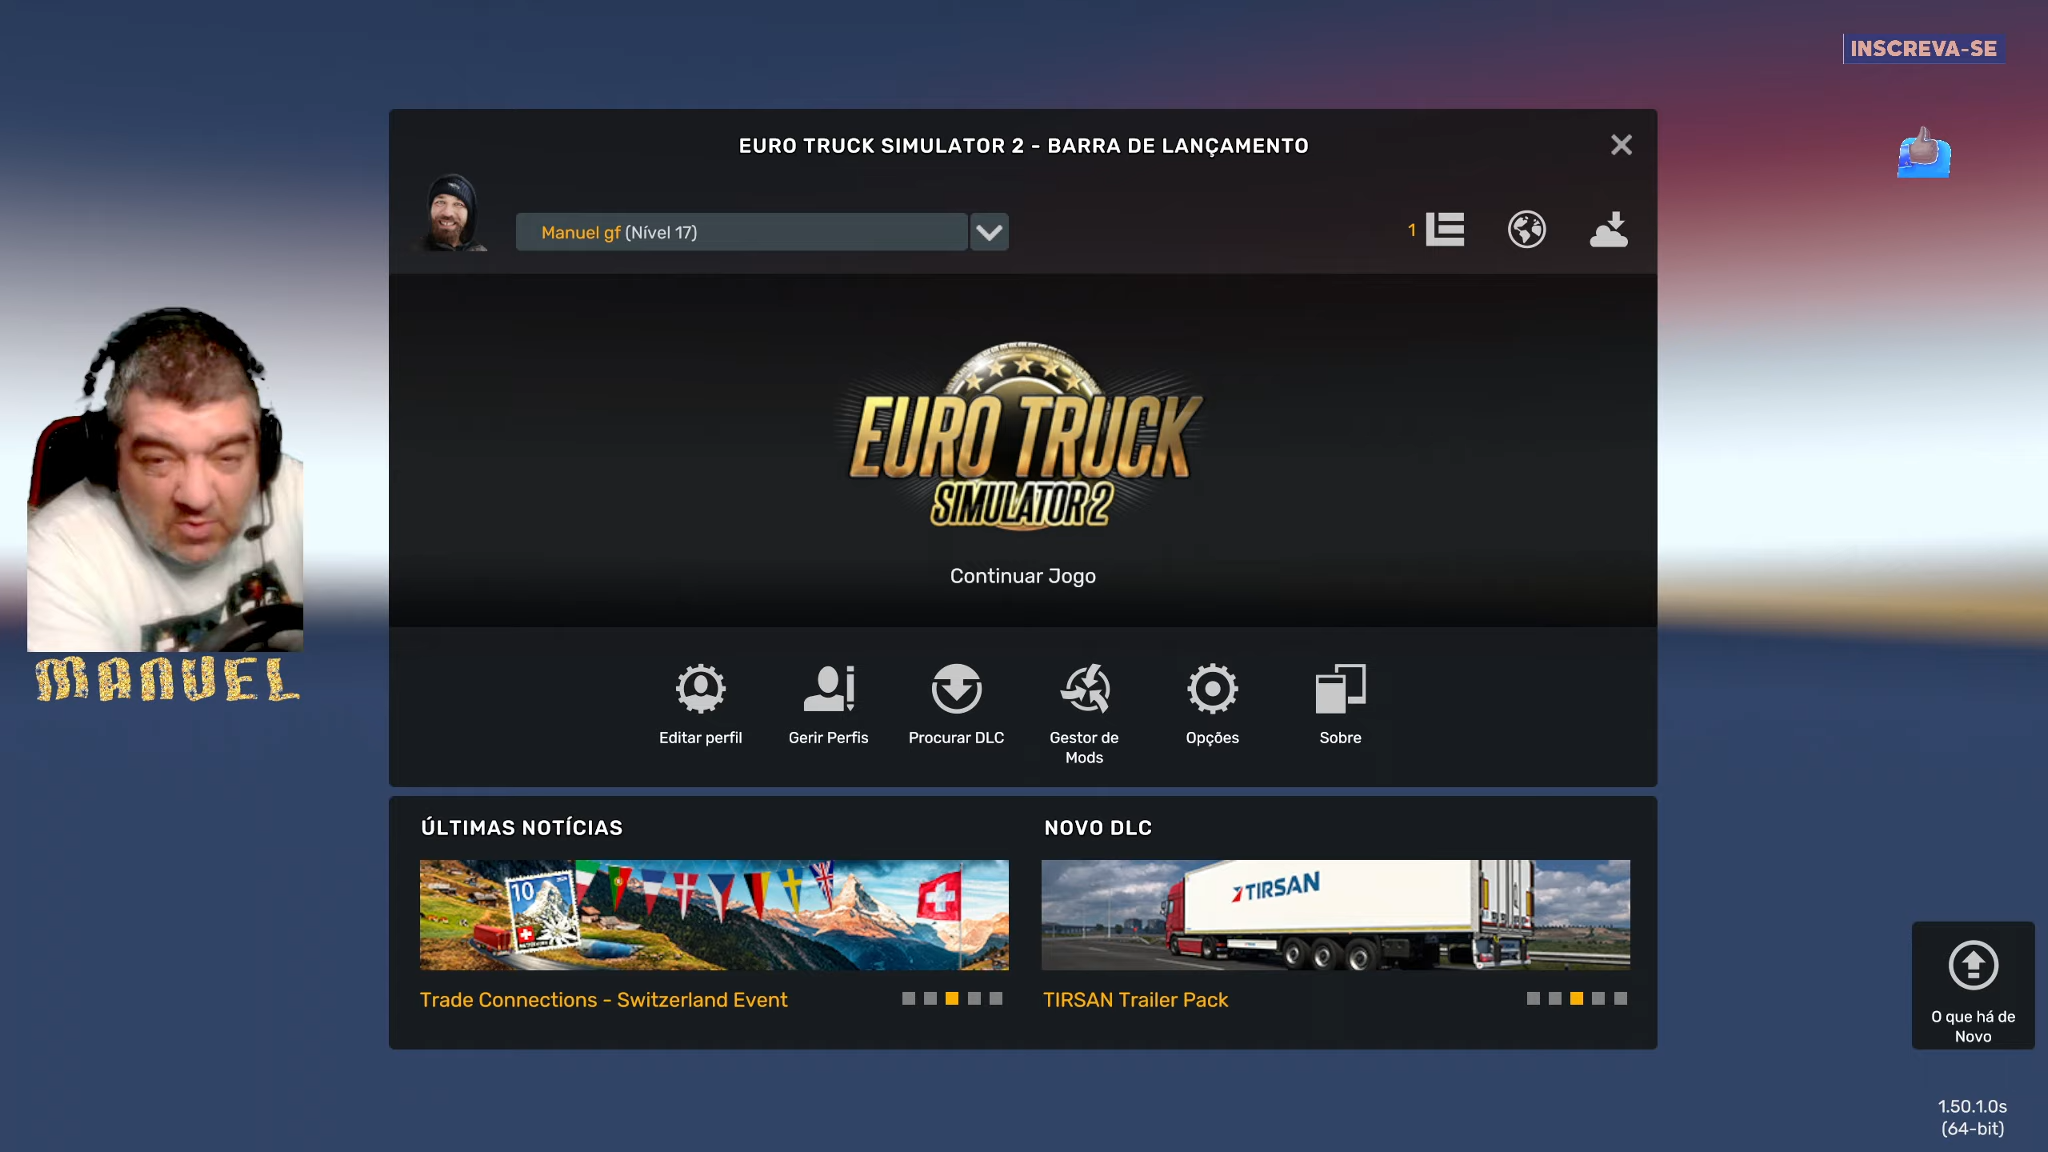 INSCREVA-SE
EURO TRUCK SIMULATOR 2 - BARRA DE LANÇAMENTO
Manuel gf (Nível 17)
1
EURO TRUCK
SIMULATOR 2
Continuar Jogo
MANUEL
Editar perfil
Gerir Perfis
Procurar DLC
Gestor de
Mods
Opções
Sobre
ÚLTIMAS NOTÍCIAS
NOVO DLC
10
TIRSAN
Trade Connections - Switzerland Event
TIRSAN Trailer Pack
O que há de
Novo
1.50.1.0s
(64-bit)